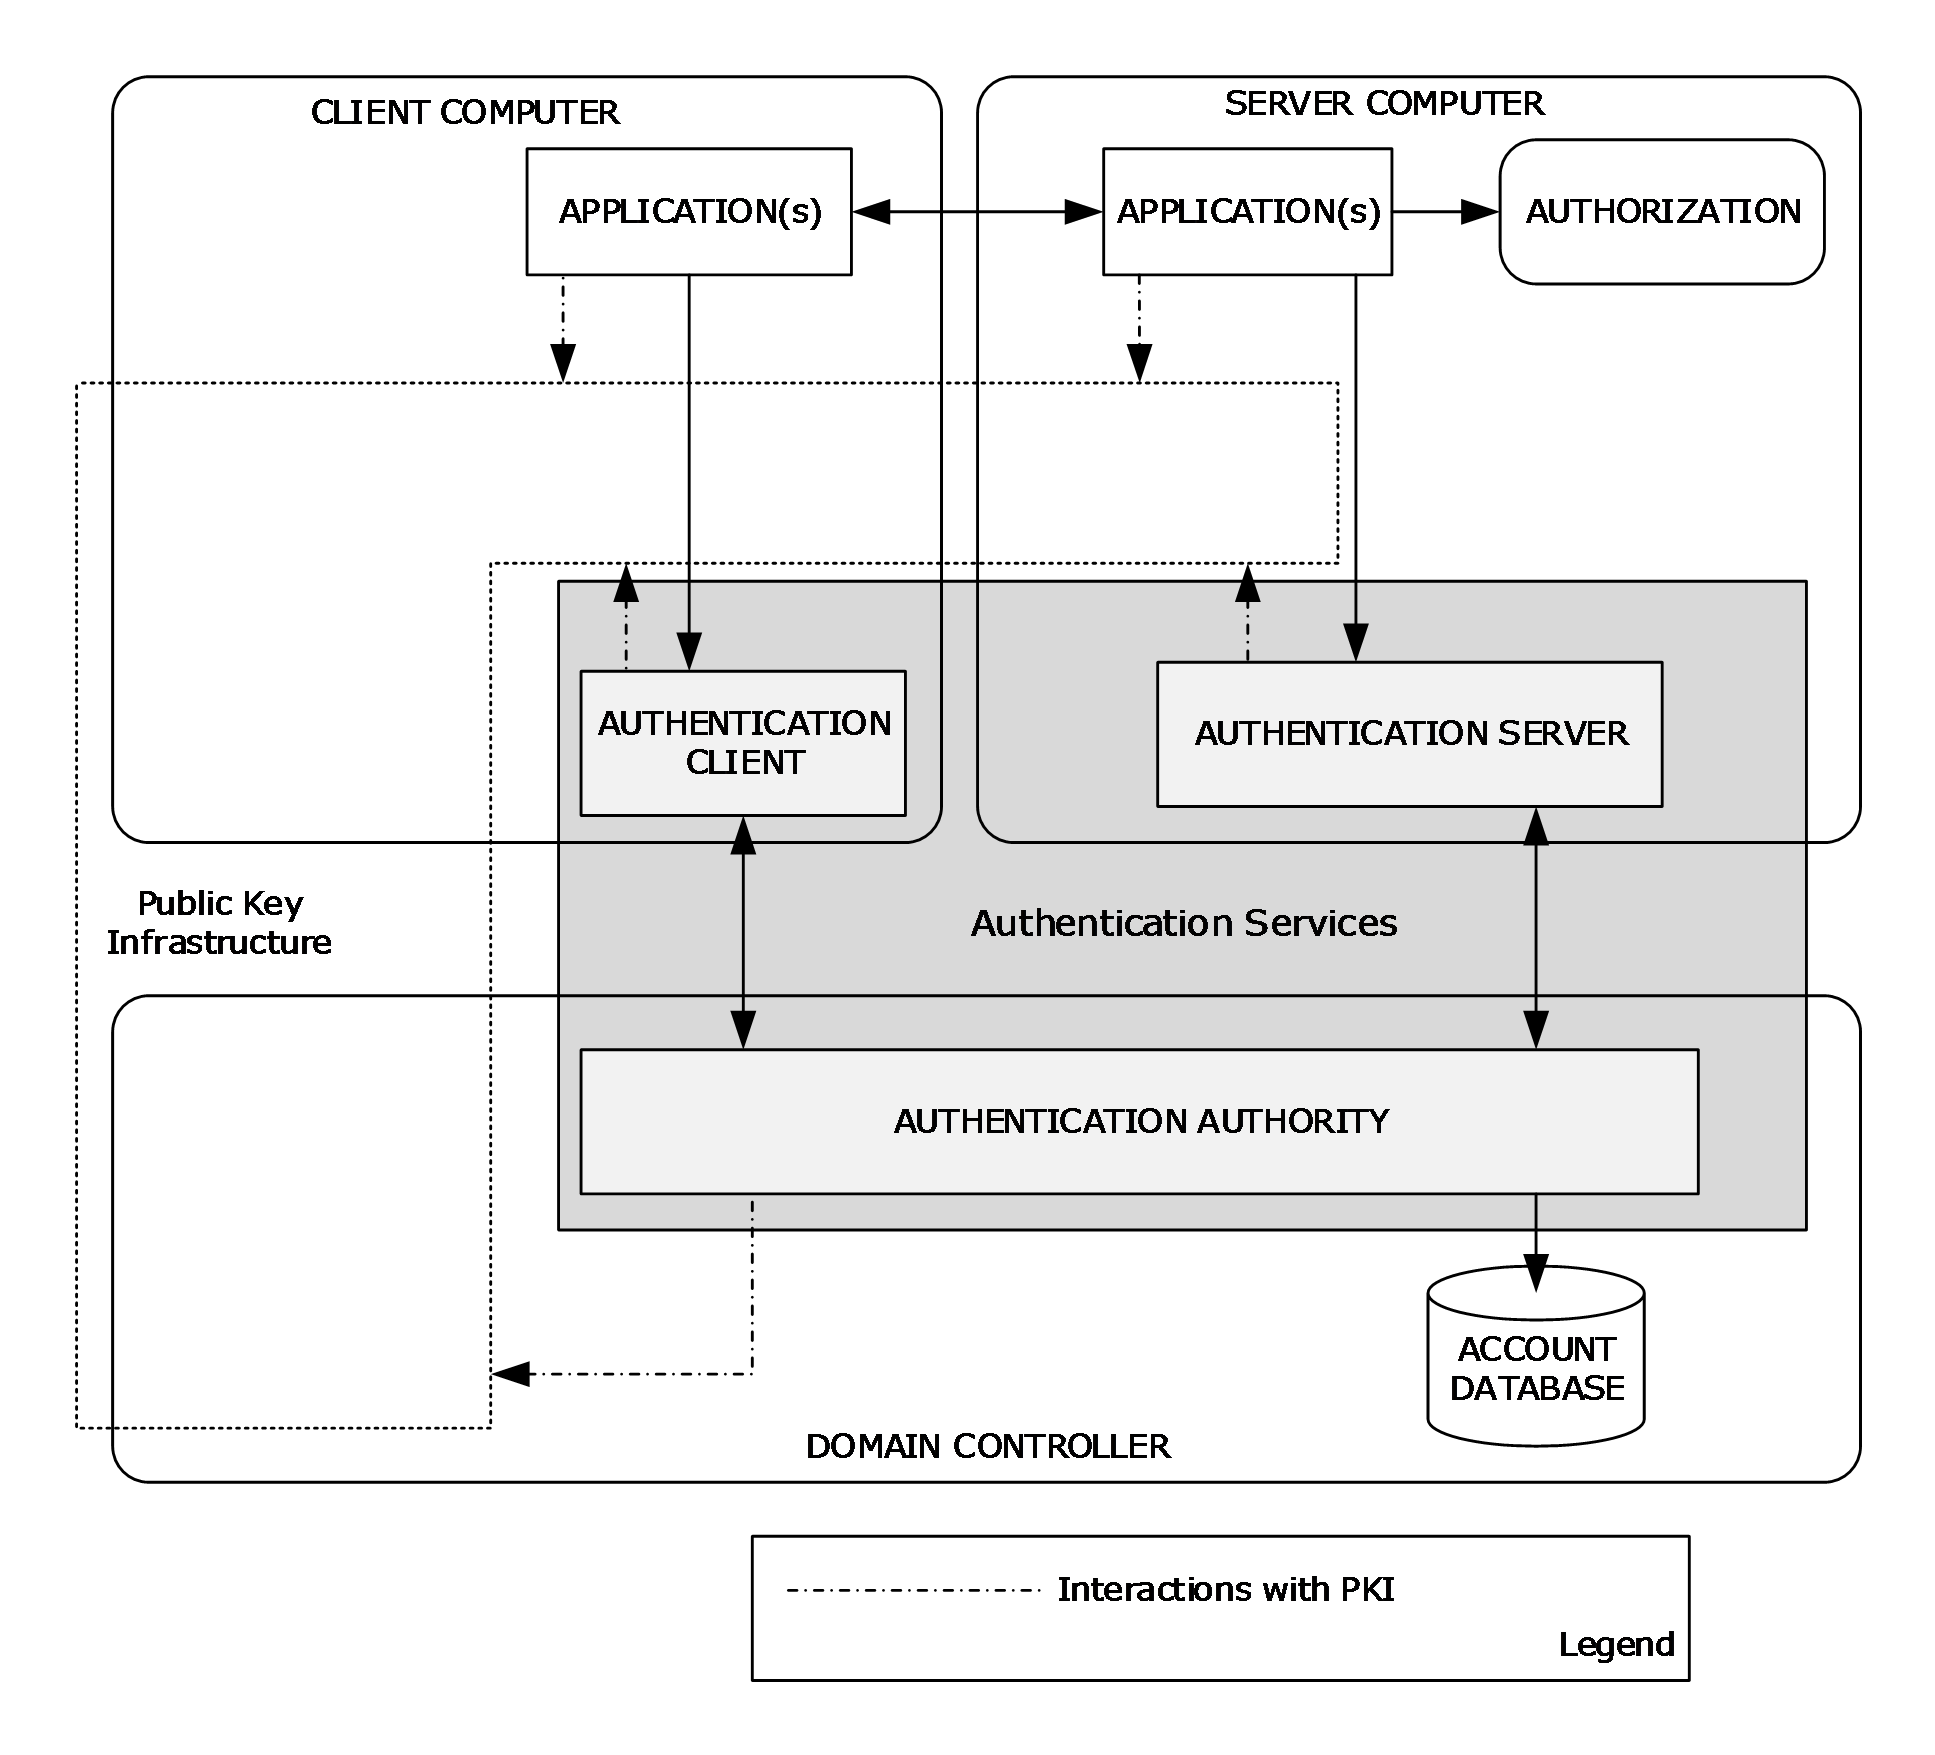 CLIENT COMPUTER
SERVER COMPUTER
APPLICATION(s)
APPLICATION(s)
AUTHORIZATION
AUTHENTICATION
CLIENT
AUTHENTICATION SERVER
Public Key
Infrastructure
Authentication Services
AUTHENTICATION AUTHORITY
ACCOUNT
DATABASE
DOMAIN CONTROLLER
Interactions with PKI
Legend